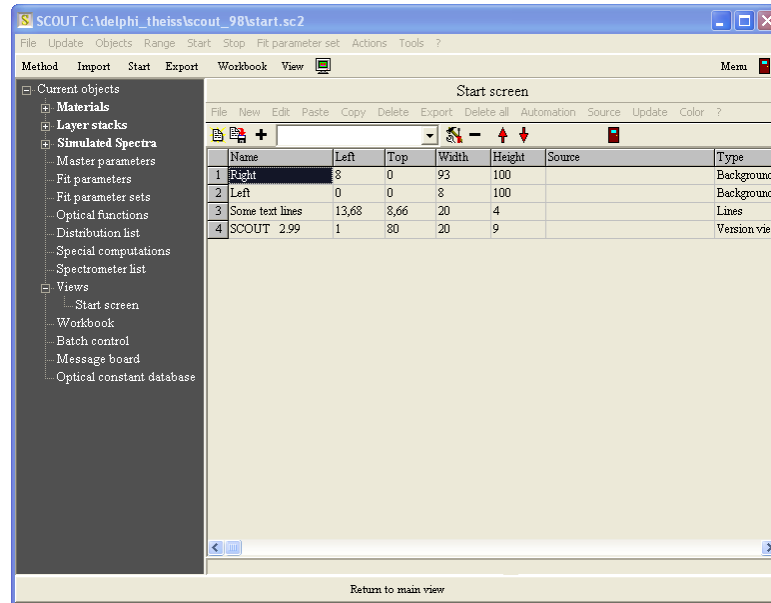 SCOUT C:\delphi_theiss\scout_98\start.sc2
File Update Objects Range Start Stop Fit parameter set Actions Tools ?
Method Import Start Export Workbook View Menu
Current objects
Materials
Layer stacks
Simulated Spectra
Master parameters
Fit parameters
Fit parameter sets
Optical functions
Distribution list
Special computations
Spectrometer list
Views
Start screen
Workbook
Batch control
Message board
Optical constant database
Start screen
File New Edit Paste Copy Delete Export Delete all Automation Source Update Color ?
Name Left Top Width Height Source Type
1 Right 8 0 93 100 Background
2 Left 0 0 8 100 Background
3 Some text lines 13,68 8,66 20 4 Lines
4 SCOUT 2.99 1 80 20 9 Version vie
Return to main view